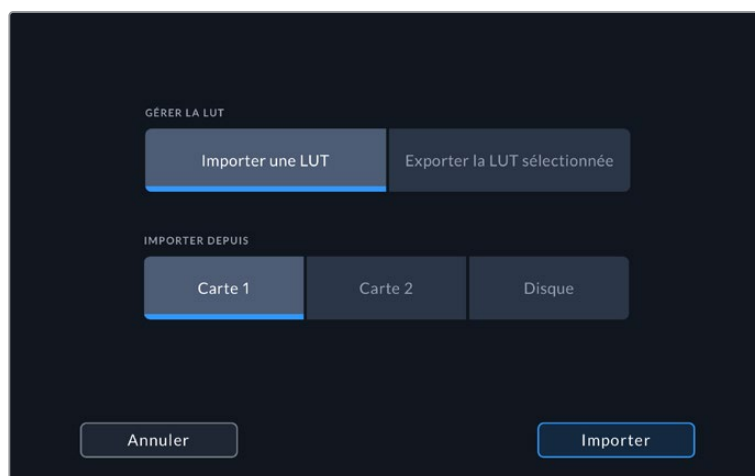 GÉRER LA LUT
Importer une LUT Exporter la LUT sélectionnée
IMPORTER DEPUIS
Carte 1 Carte 2 Disque
Annuler Importer